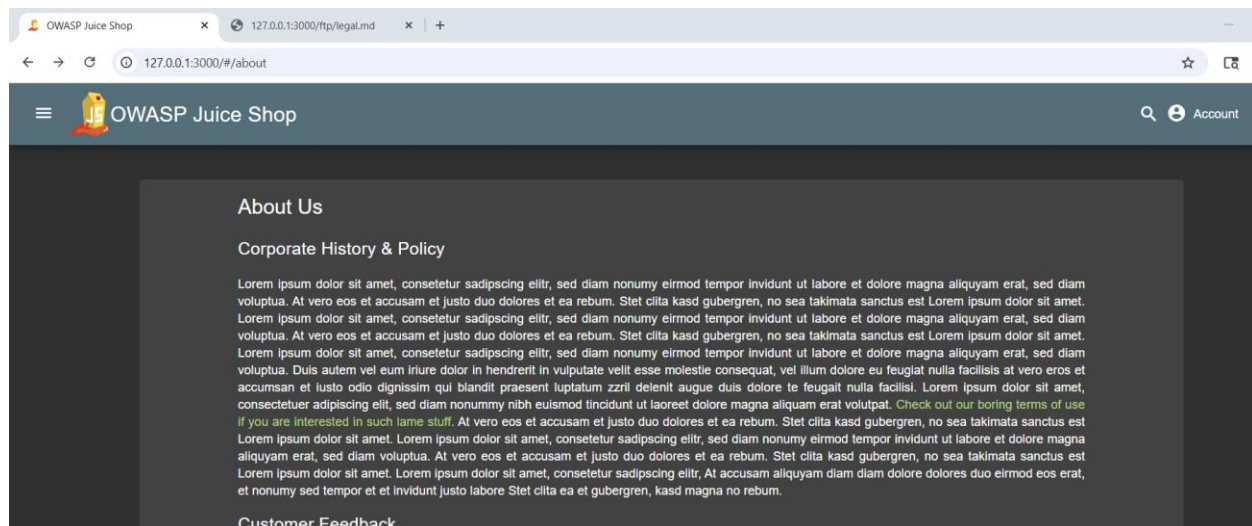 OWASP Juice Shop
127.0.0.1:3000/ftp/legal.md
127.0.0.1:3000/#/about
OWASP Juice Shop
Account
About Us
Corporate History & Policy
Lorem ipsum dolor sit amet, consetetur sadipscing elitr, sed diam nonumy eirmod tempor invidunt ut labore et dolore magna aliquyam erat, sed diam
voluptua. At vero eos et accusam et justo duo dolores et ea rebum. Stet clita kasd gubergren, no sea takimata sanctus est Lorem ipsum dolor sit amet.
Lorem ipsum dolor sit amet, consetetur sadipscing elitr, sed diam nonumy eirmod tempor invidunt ut labore et dolore magna aliquyam erat, sed diam
voluptua. At vero eos et accusam et justo duo dolores et ea rebum. Stet clita kasd gubergren, no sea takimata sanctus est Lorem ipsum dolor sit amet.
Lorem ipsum dolor sit amet, consetetur sadipscing elitr, sed diam nonumy eirmod tempor invidunt ut labore et dolore magna aliquyam erat, sed diam
voluptua. Duis autem vel eum iriure dolor in hendrerit in vulputate velit esse molestie consequat, vel illum dolore eu feugiat nulla facilisis at vero eros et
accumsan et iusto odio dignissim qui blandit praesent luptatum zzril delenit augue duis dolore te feugait nulla facilisi. Lorem ipsum dolor sit amet,
consectetuer adipiscing elit, sed diam nonummy nibh euismod tincidunt ut laoreet dolore magna aliquam erat volutpat. Check out our boring terms of use
if you are interested in such lame stuff. At vero eos et accusam et justo duo dolores et ea rebum. Stet clita kasd gubergren, no sea takimata sanctus est
Lorem ipsum dolor sit amet. Lorem ipsum dolor sit amet, consetetur sadipscing elitr, sed diam nonumy eirmod tempor invidunt ut labore et dolore magna
aliquyam erat, sed diam voluptua. At vero eos et accusam et justo duo dolores et ea rebum. Stet clita kasd gubergren, no sea takimata sanctus est
Lorem ipsum dolor sit amet. Lorem ipsum dolor sit amet, consetetur sadipscing elitr, At accusam aliquyam diam diam dolore dolores duo eirmod eos erat,
et nonumy sed tempor et et invidunt justo labore Stet clita ea et gubergren, kasd magna no rebum.
Customer Feedback